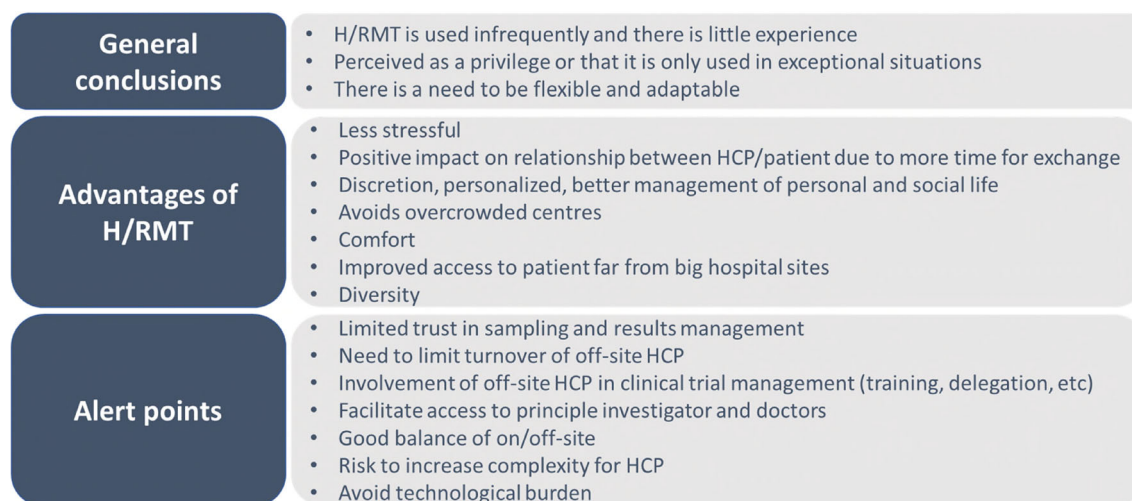 General
conclusions
• H/RMT is used infrequently and there is little experience
• Perceived as a privilege or that it is only used in exceptional situations
• There is a need to be flexible and adaptable
Advantages of
H/RMT
• Less stressful
• Positive impact on relationship between HCP/patient due to more time for exchange
• Discretion, personalized, better management of personal and social life
• Avoids overcrowded centres
• Comfort
• Improved access to patient far from big hospital sites
• Diversity
Alert points
• Limited trust in sampling and results management
• Need to limit turnover of off-site HCP
• Involvement of off-site HCP in clinical trial management (training, delegation, etc)
• Facilitate access to principle investigator and doctors
• Good balance of on/off-site
• Risk to increase complexity for HCP
• Avoid technological burden